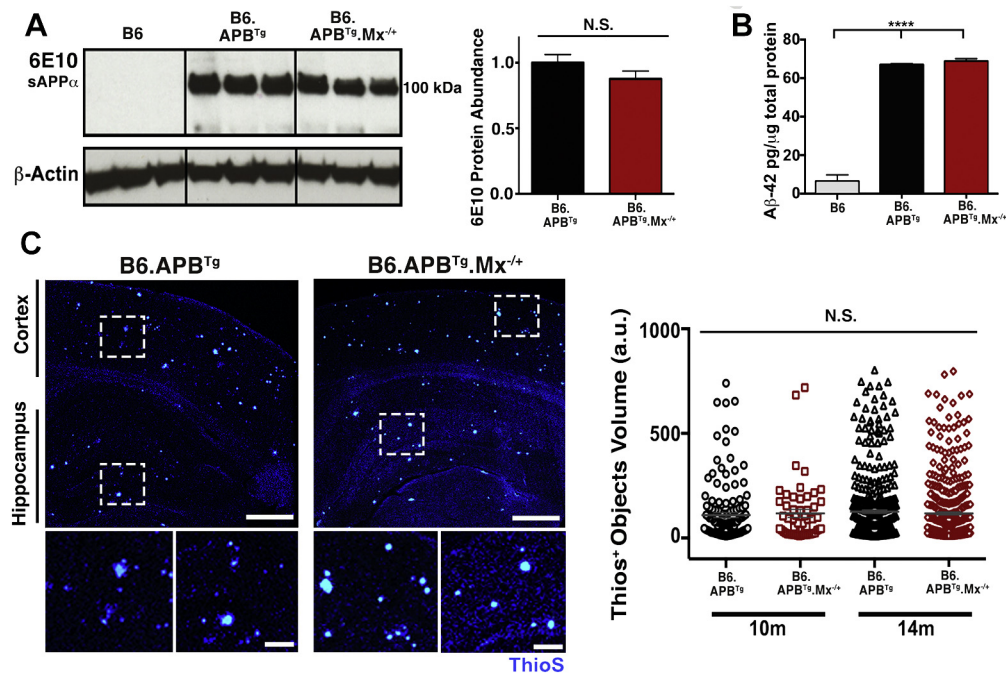 A
B6
B6.
APB^Tg
B6.
APB^Tg.Mx^-/+
6E10
sAPPα
100 kDa
β-Actin
N.S.
6E10 Protein Abundance
1.0
0.5
0.0
B6.
APB^Tg
B6.
APB^Tg.Mx^-/+
B
****
Aβ-42 pg/µg total protein
80
60
40
20
0
B6
B6.
APB^Tg
B6.
APB^Tg.Mx^-/+
C
B6.APB^Tg
B6.APB^Tg.Mx^-/+
Cortex
Hippocampus
ThioS
N.S.
Thios⁺ Objects Volume (a.u.)
1000
500
0
B6.
APB^Tg
B6.
APB^Tg.Mx^-/+
B6.
APB^Tg
B6.
APB^Tg.Mx^-/+
10m
14m